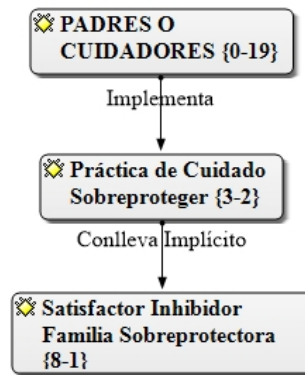 PADRES O
CUIDADORES {0-19}
Implementa
Práctica de Cuidado
Sobreproteger {3-2}
Conlleva Implícito
Satisfactor Inhibidor
Familia Sobreprotectora
{8-1}